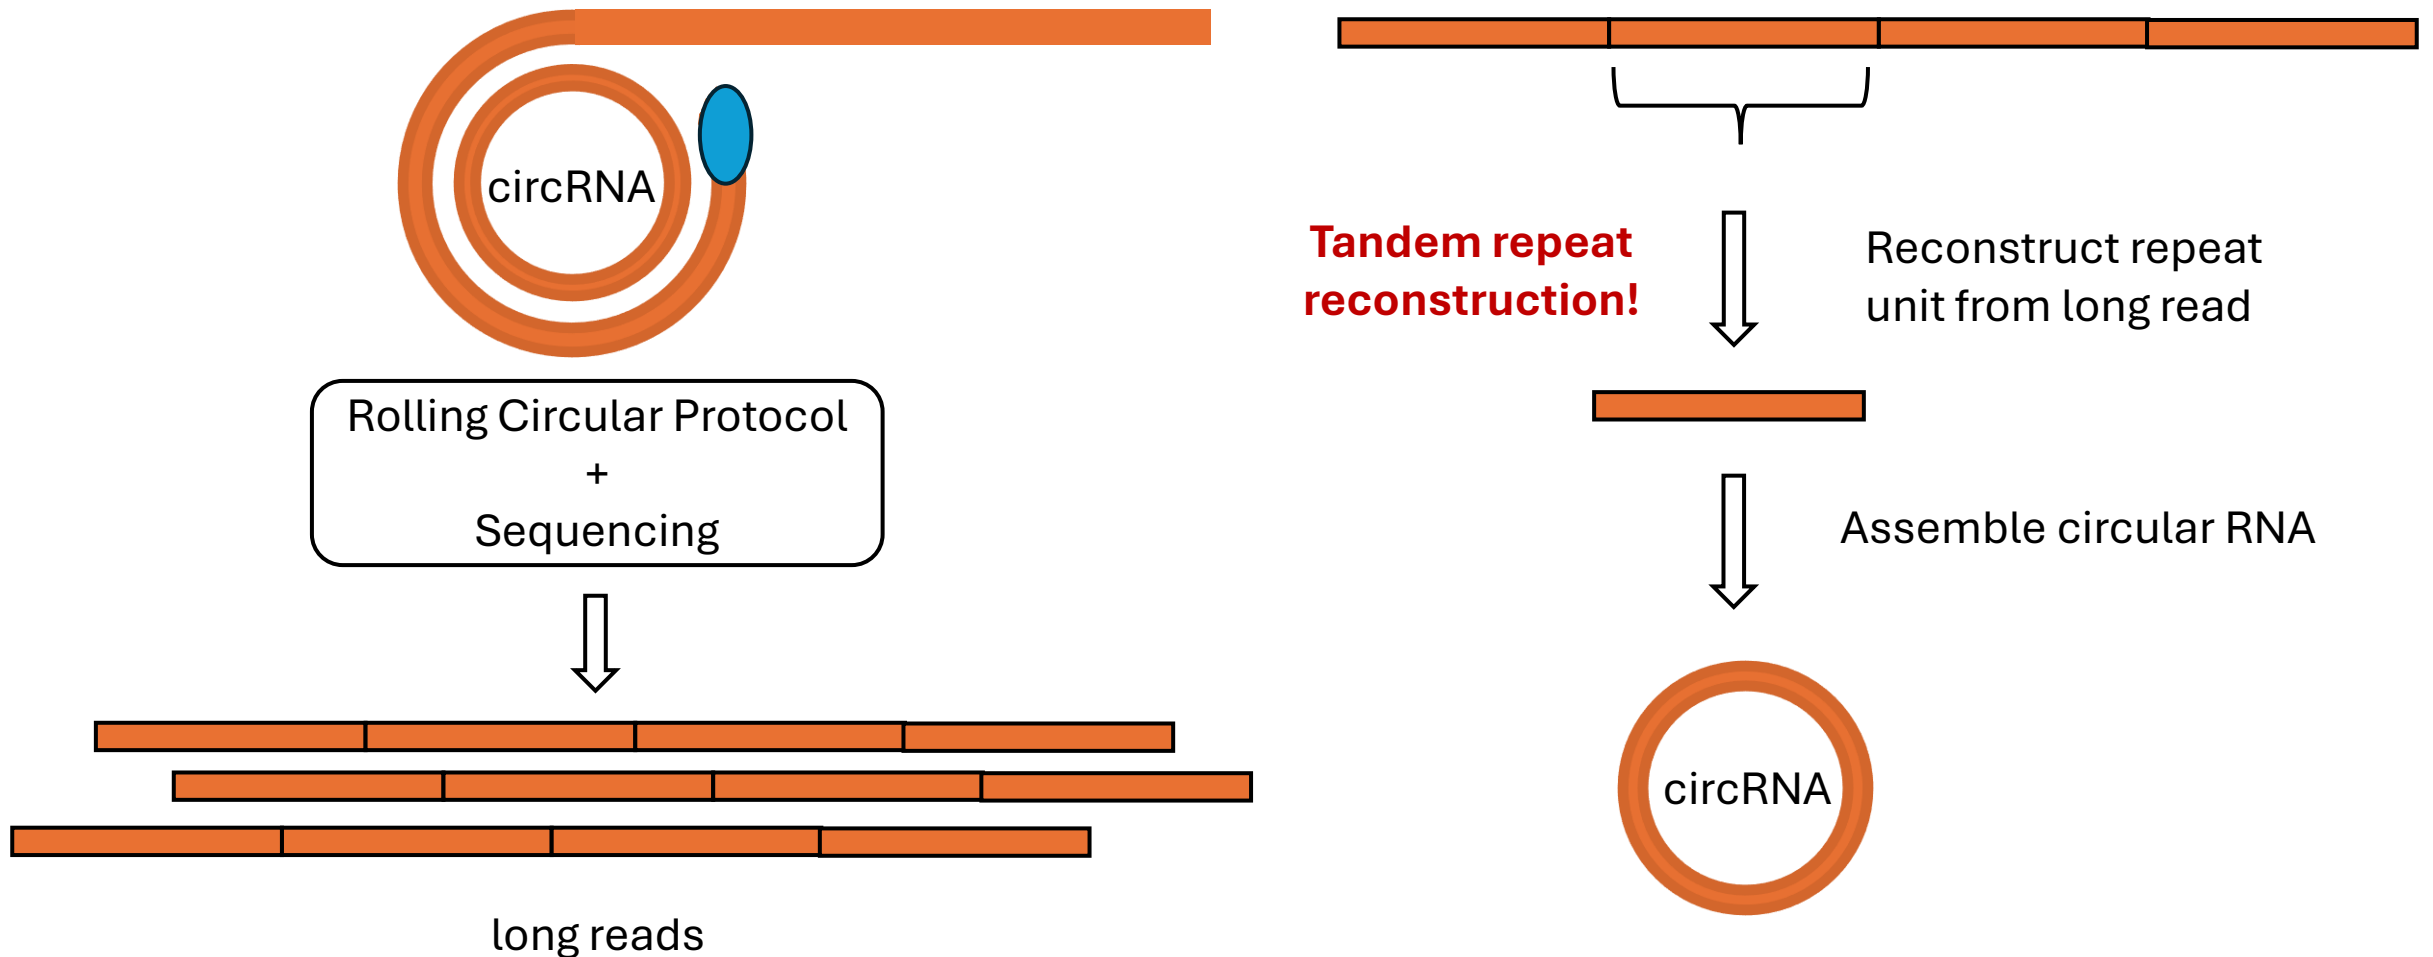 circRNA
Rolling Circular Protocol
+
Sequencing
long reads
Tandem repeat
reconstruction!
Reconstruct repeat
unit from long read
Assemble circular RNA
circRNA